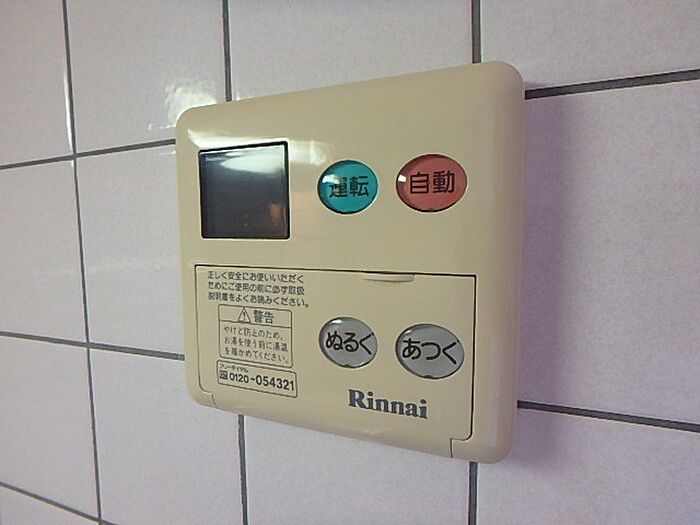 運転
自動
正しく安全にお使いいただく
ためにご使用の前に必ず取扱
説明書をよくお読みください。
警告
やけど防止のため、
お湯を使う前に湯温
を確かめてください。
フリーダイヤル
0120-054321
ぬるく
あつく
Rinnai